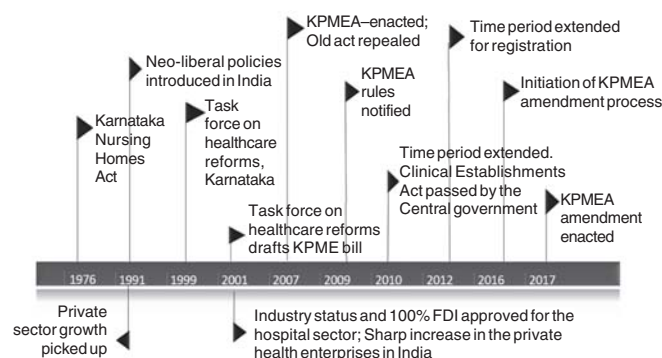 KPMEA–enacted;
Old act repealed
Time period extended
for registration
Neo-liberal policies
introduced in India
KPMEA
rules
notified
Initiation of KPMEA
amendment process
Karnataka
Nursing
Homes
Act
Task
force on
healthcare
reforms,
Karnataka
Time period extended.
Clinical Establishments
Act passed by the
Central government
KPMEA
amendment
enacted
Task force on
healthcare reforms
drafts KPME bill
1976 1991 1999 2001 2007 2009 2010 2012 2016 2017
Private
sector growth
picked up
Industry status and 100% FDI approved for the
hospital sector; Sharp increase in the private
health enterprises in India